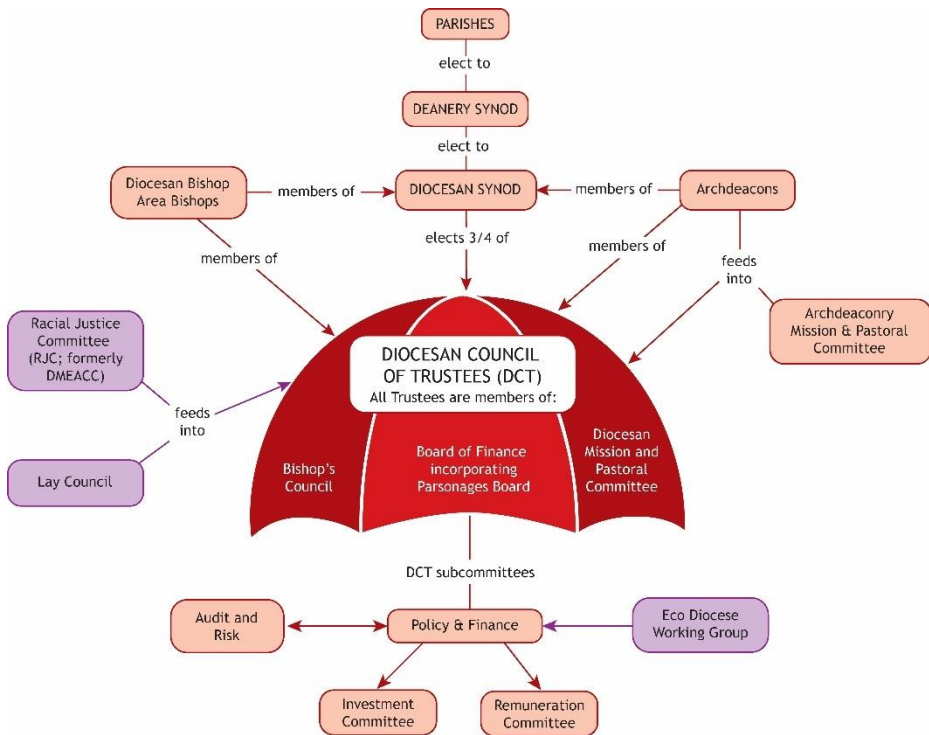 PARISHES
elect to
DEANERY SYNOD
elect to
Diocesan Bishop
Area Bishops
members of
DIOCESAN SYNOD
members of
Archdeacons
members of
elects 3/4 of
members of
feeds
into
Archdeaconry
Mission & Pastoral
Committee
Racial Justice
Committee
(RJC; formerly
DMEACC)
feeds
into
Lay Council
DIOCESAN COUNCIL
OF TRUSTEES (DCT)
All Trustees are members of:
Bishop's
Council
Board of Finance
incorporating
Parsonages Board
Diocesan
Mission and
Pastoral
Committee
DCT subcommittees
Audit and
Risk
Policy & Finance
Eco Diocese
Working Group
Investment
Committee
Remuneration
Committee